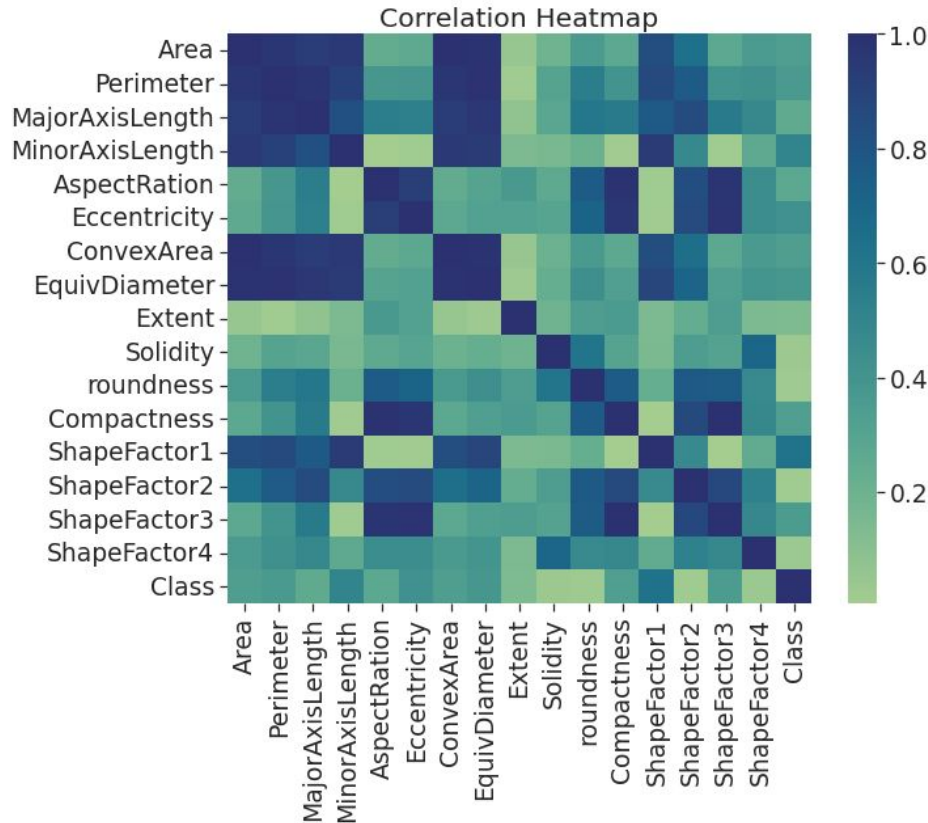 Correlation Heatmap
Area
Perimeter
MajorAxisLength
MinorAxisLength
AspectRation
Eccentricity
ConvexArea
EquivDiameter
Extent
Solidity
roundness
Compactness
ShapeFactor1
ShapeFactor2
ShapeFactor3
ShapeFactor4
Class
Area
Perimeter
MajorAxisLength
MinorAxisLength
AspectRation
Eccentricity
ConvexArea
EquivDiameter
Extent
Solidity
roundness
Compactness
ShapeFactor1
ShapeFactor2
ShapeFactor3
ShapeFactor4
Class
1.0
0.8
0.6
0.4
0.2